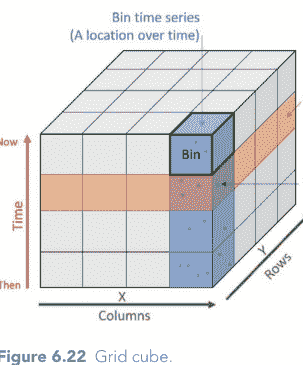 Bin time series
(A location over time)
Now
Bin
Time
Then
X
Columns
Y
Rows
Figure 6.22 Grid cube.